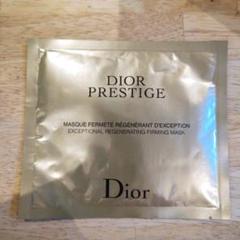 DIOR
PRESTIGE
MASQUE FERMETÉ RÉGÉNÉRANT D'EXCEPTION
EXCEPTIONAL REGENERATING FIRMING MASK
Dior